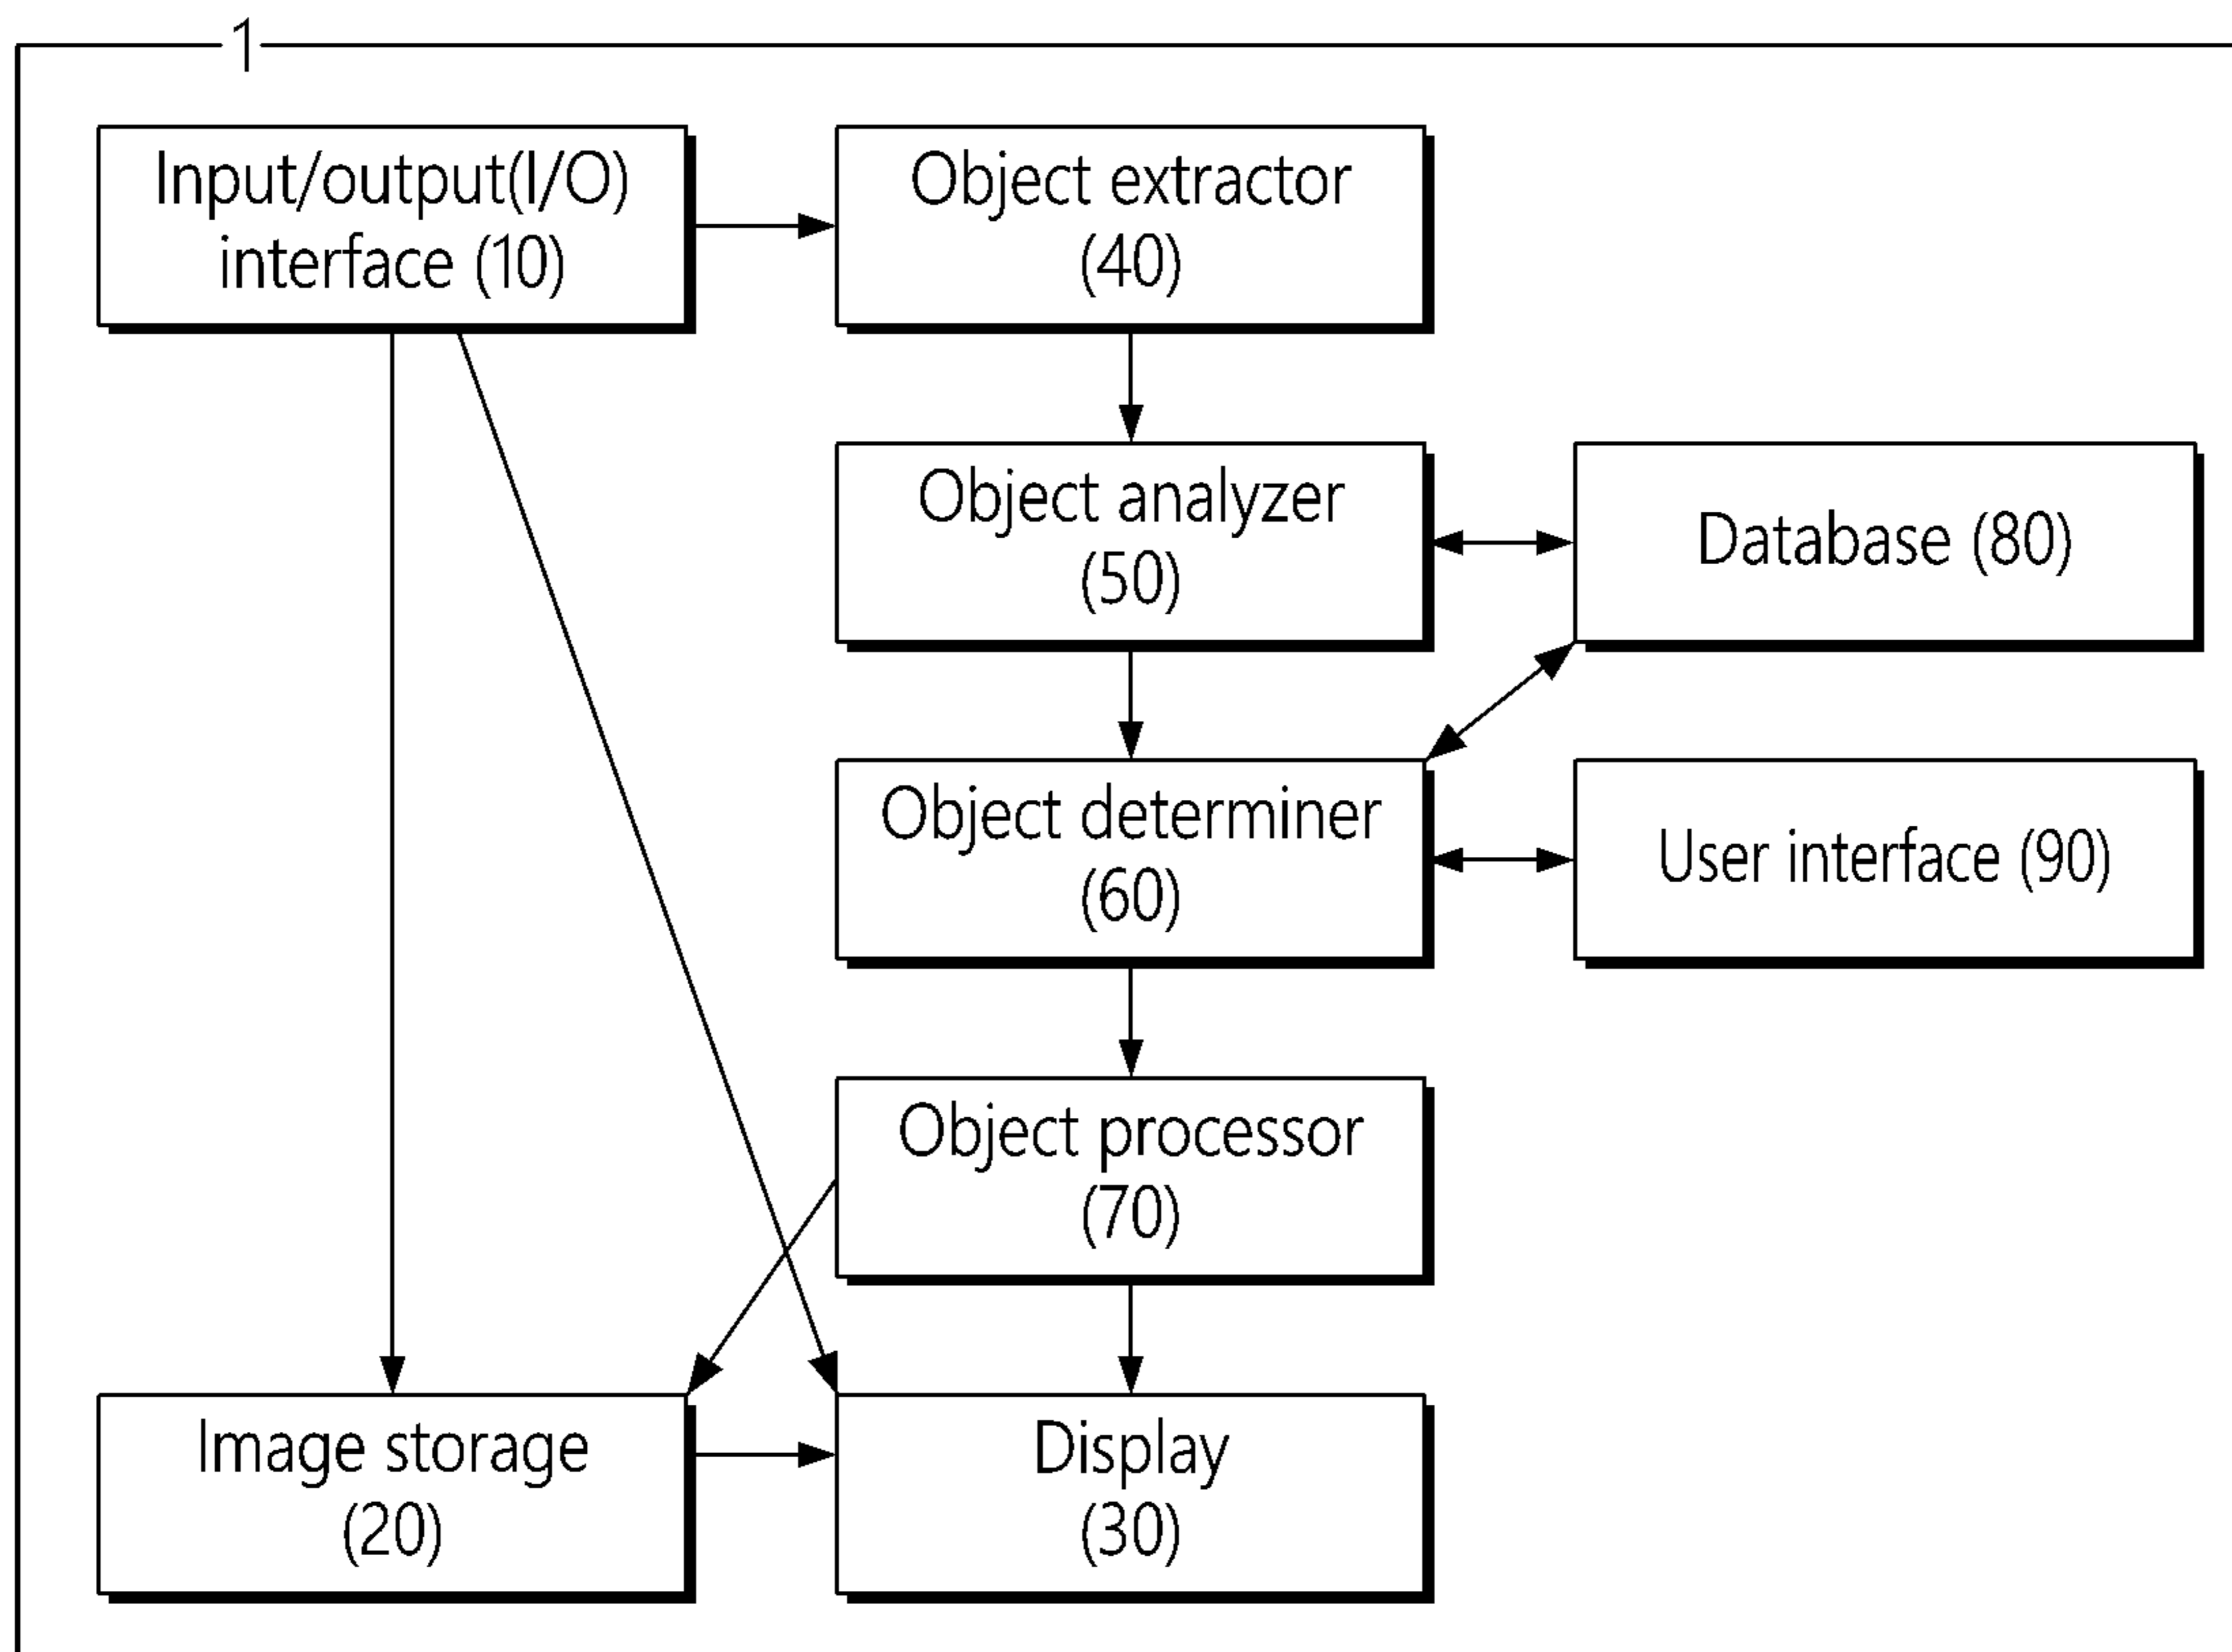 1
Input/output(I/O)
interface (10)
Object extractor
(40)
Object analyzer
(50)
Database (80)
Object determiner
(60)
User interface (90)
Object processor
(70)
Image storage
(20)
Display
(30)